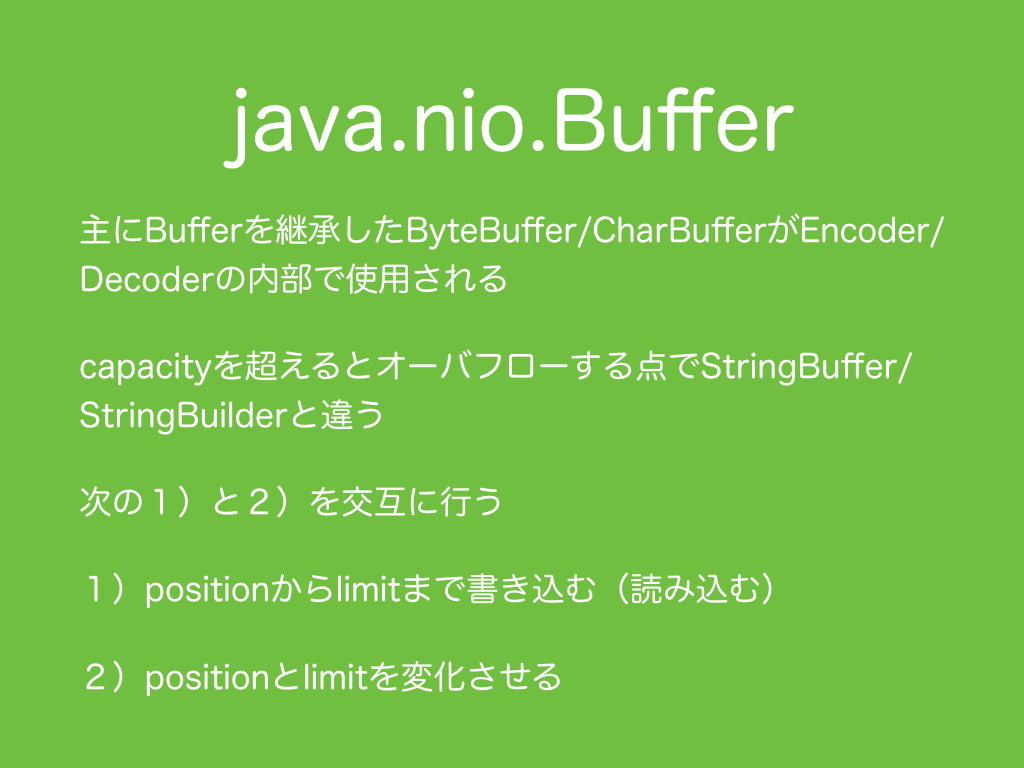 java.nio.Buffer
主にBufferを継承したByteBuffer/CharBufferがEncoder/
Decoderの内部で使用される
capacityを超えるとオーバフローする点でStringBuffer/
StringBuilderと違う
次の１）と２）を交互に行う
１）positionからlimitまで書き込む（読み込む）
２）positionとlimitを変化させる